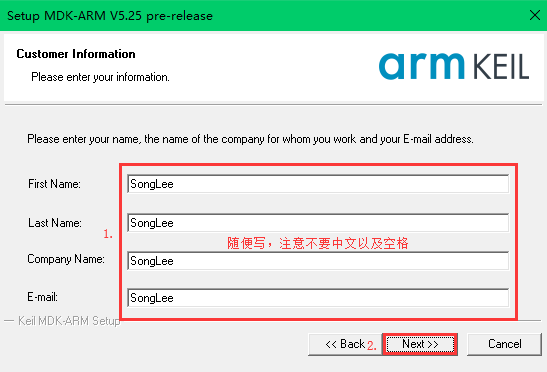 Setup MDK-ARM V5.25 pre-release
Customer Information
Please enter your information.
arm KEIL
Please enter your name, the name of the company for whom you work and your E-mail address.
First Name: SongLee
Last Name: SongLee
1.
随便写，注意不要中文以及空格
Company Name: SongLee
E-mail: SongLee
Keil MDK-ARM Setup
<< Back 2. Next >> Cancel